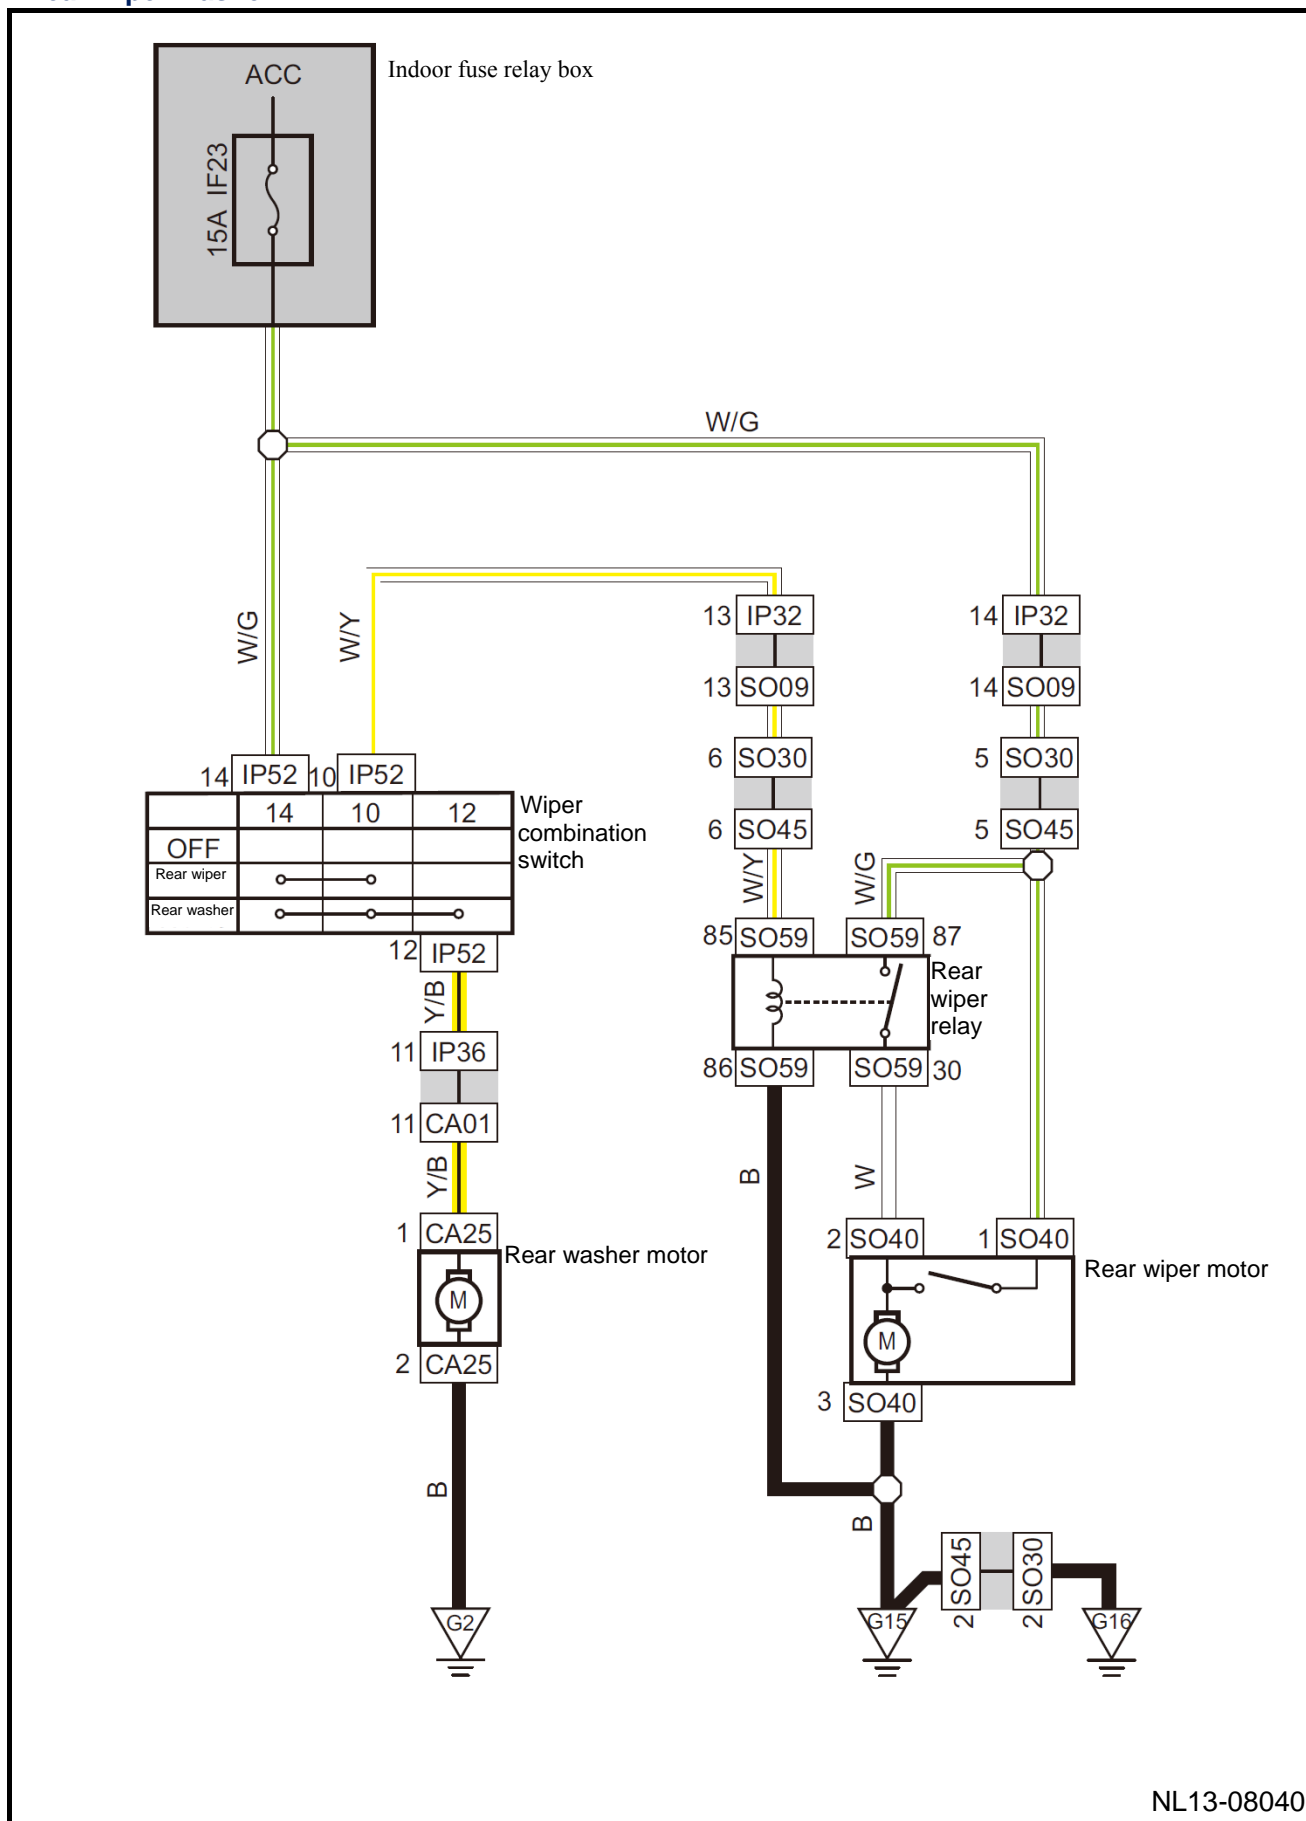 ACC
Indoor fuse relay box
15A IF23
W/G
W/G
W/Y
13 IP32
14 IP32
13 SO09
14 SO09
6 SO30
5 SO30
6 SO45
5 SO45
14 IP52
10 IP52
14 10 12
Wiper
combination
switch
OFF
Rear wiper
Rear washer
W/Y
W/G
12 IP52
85 SO59
SO59 87
Rear
wiper
relay
Y/B
11 IP36
86 SO59
SO59 30
11 CA01
Y/B
B
W
1 CA25
2 SO40
1 SO40
Rear washer motor
Rear wiper motor
M
M
2 CA25
3 SO40
B
B
2 SO45
2 SO30
G2
G15
G16
NL13-08040